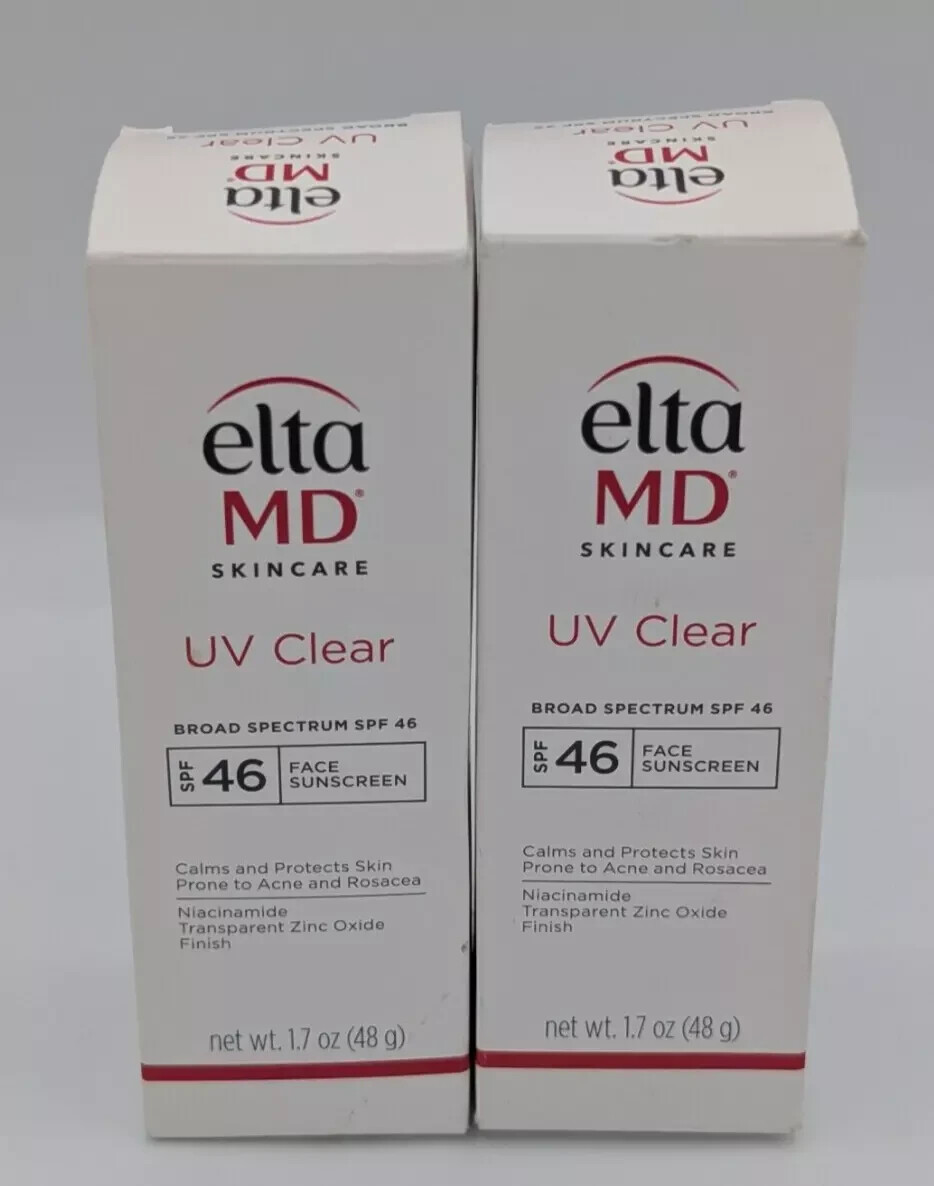 BROAD SPECTRUM SPF 46
UV Clear
SKINCARE
MD
elta
elta
MD®
SKINCARE
UV Clear
BROAD SPECTRUM SPF 46
SPF 46 FACE
SUNSCREEN
Calms and Protects Skin
Prone to Acne and Rosacea
Niacinamide
Transparent Zinc Oxide
Finish
net wt. 1.7 oz (48 g)
UV Clear
SKINCARE
MD
elta
elta
MD®
SKINCARE
UV Clear
BROAD SPECTRUM SPF 46
SPF 46 FACE
SUNSCREEN
Calms and Protects Skin
Prone to Acne and Rosacea
Niacinamide
Transparent Zinc Oxide
Finish
net wt. 1.7 oz (48 g)